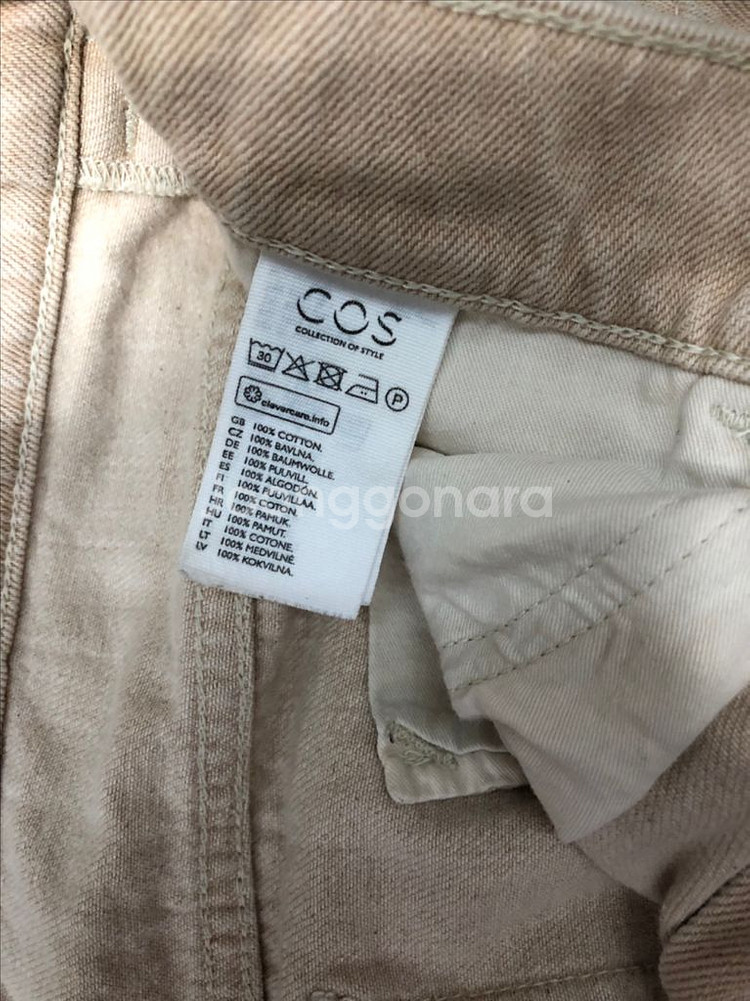 COS
COLLECTION OF STYLE
30
P
clevercare.info
GB 100% COTTON.
CZ 100% BAVLNA.
DE 100% BAUMWOLLE.
EE 100% PUUVILL.
ES 100% ALGODÓN.
FI 100% PUUVILLAA.
FR 100% COTON.
HR 100% PAMUK.
HU 100% PAMUT.
IT 100% COTONE.
LT 100% MEDVILNĖ.
LV 100% KOKVILNA.